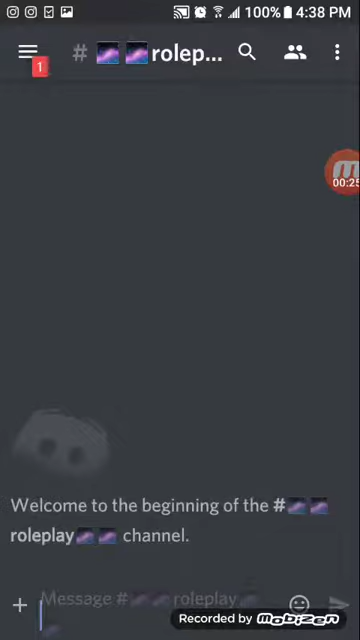 100% 4:38 PM
# 🌌🌌rolep...
1
00:25
Welcome to the beginning of the #🌌🌌
roleplay🌌🌌 channel.
Message #🌌🌌roleplay🌌
🌌
Recorded by Mobizen